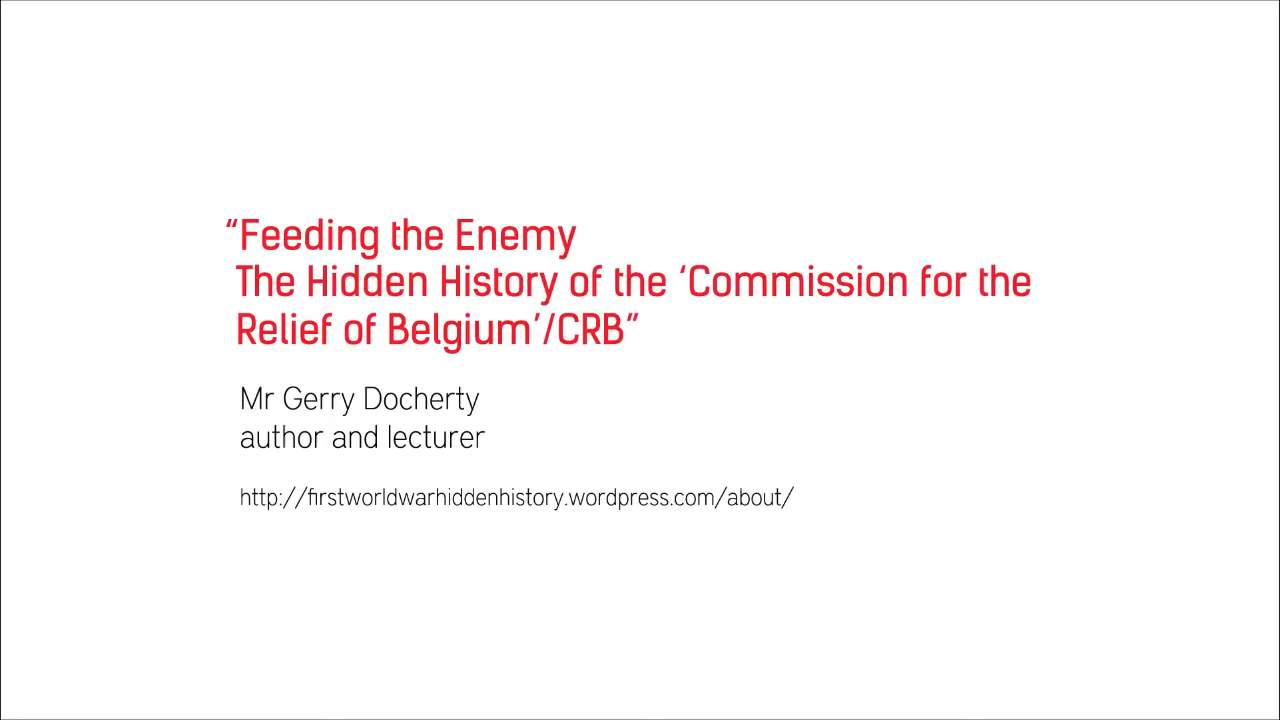 “Feeding the Enemy
The Hidden History of the ‘Commission for the
Relief of Belgium’/CRB”
Mr Gerry Docherty
author and lecturer
http://firstworldwarhiddenhistory.wordpress.com/about/